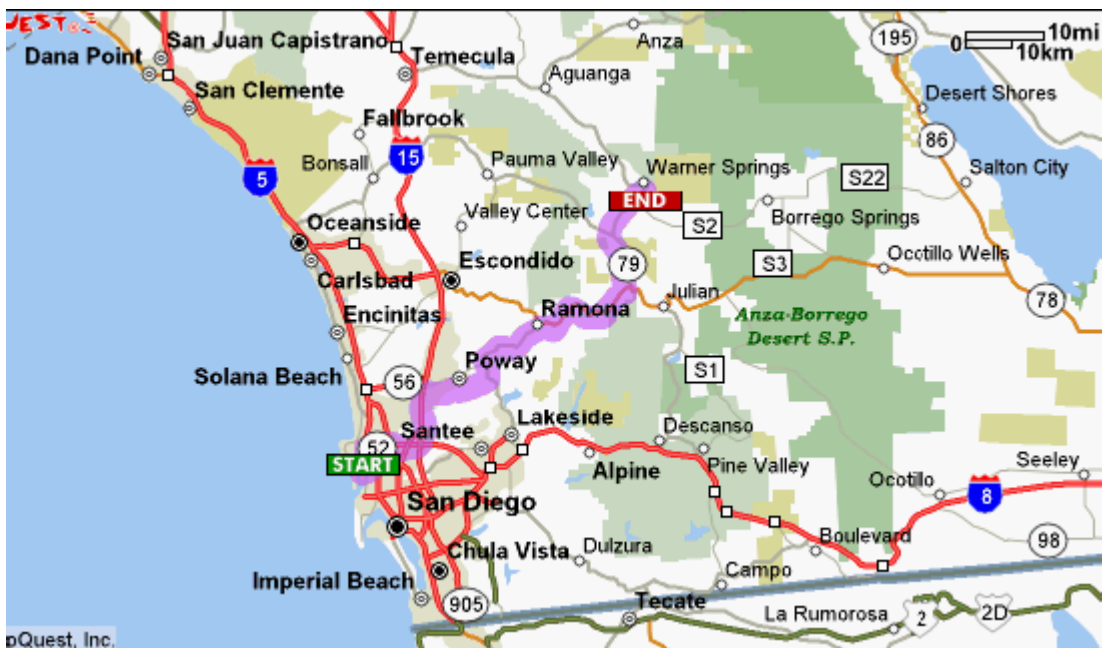 UEST
San Juan Capistrano
Dana Point
Temecula
Anza
195
0 10mi
10km
Aguanga
San Clemente
Desert Shores
Fallbrook
86
15
Bonsall
Pauma Valley
Warner Springs
S22
Salton City
5
END
Valley Center
S2
Borrego Springs
Oceanside
79
S3
Escondido
Ocotillo Wells
Carlsbad
Julian
78
Ramona
Encinitas
Anza-Borrego
Desert S.P.
Solana Beach
56
Poway
S1
Lakeside
Santee
52
Descanso
START
Alpine
Pine Valley
Seeley
Ocotillo
8
San Diego
Boulevard
98
Chula Vista
Dulzura
Imperial Beach
Campo
905
Tecate
La Rumorosa
2
2D
pQuest, Inc.